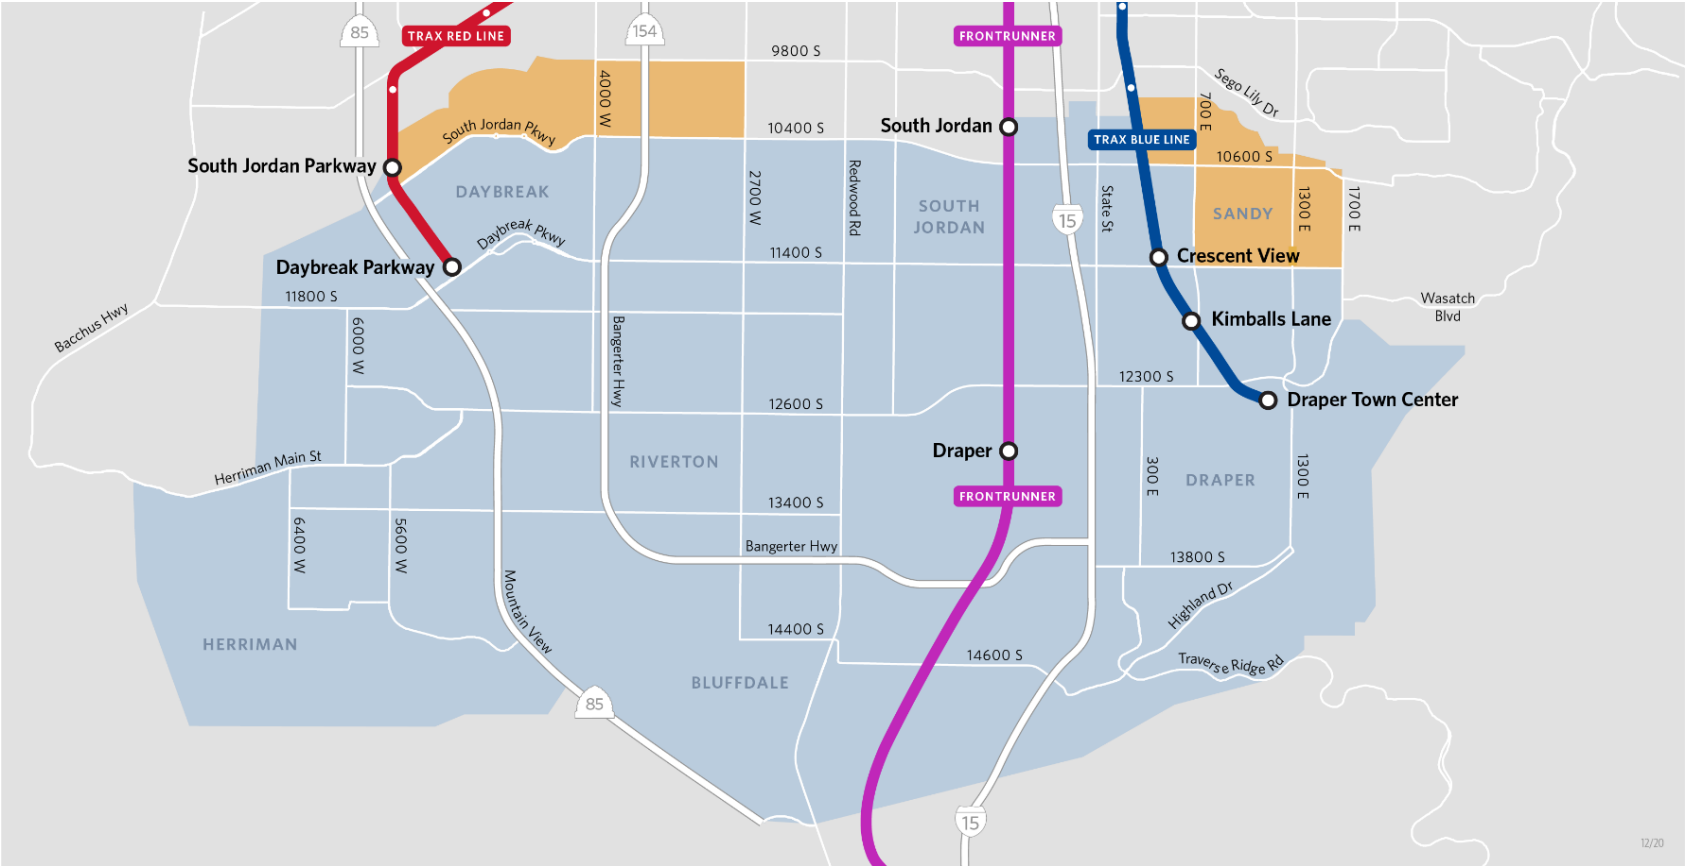 85
TRAX RED LINE
154
FRONTRUNNER
9800 S
4000 W
700 E
Sego Lily Dr
South Jordan Pkwy
10400 S
South Jordan
TRAX BLUE LINE
10600 S
South Jordan Parkway
DAYBREAK
2700 W
Redwood Rd
SOUTH
JORDAN
15
State St
SANDY
1300 E
1700 E
Daybreak Pkwy
11400 S
Crescent View
Daybreak Parkway
11800 S
Bacchus Hwy
6000 W
Bangerter Hwy
Kimballs Lane
Wasatch
Blvd
12300 S
12600 S
Draper Town Center
Herriman Main St
RIVERTON
Draper
300 E
DRAPER
1300 E
FRONTRUNNER
13400 S
6400 W
5600 W
Bangerter Hwy
13800 S
Mountain View
Highland Dr
HERRIMAN
14400 S
14600 S
Traverse Ridge Rd
BLUFFDALE
85
15
12/20